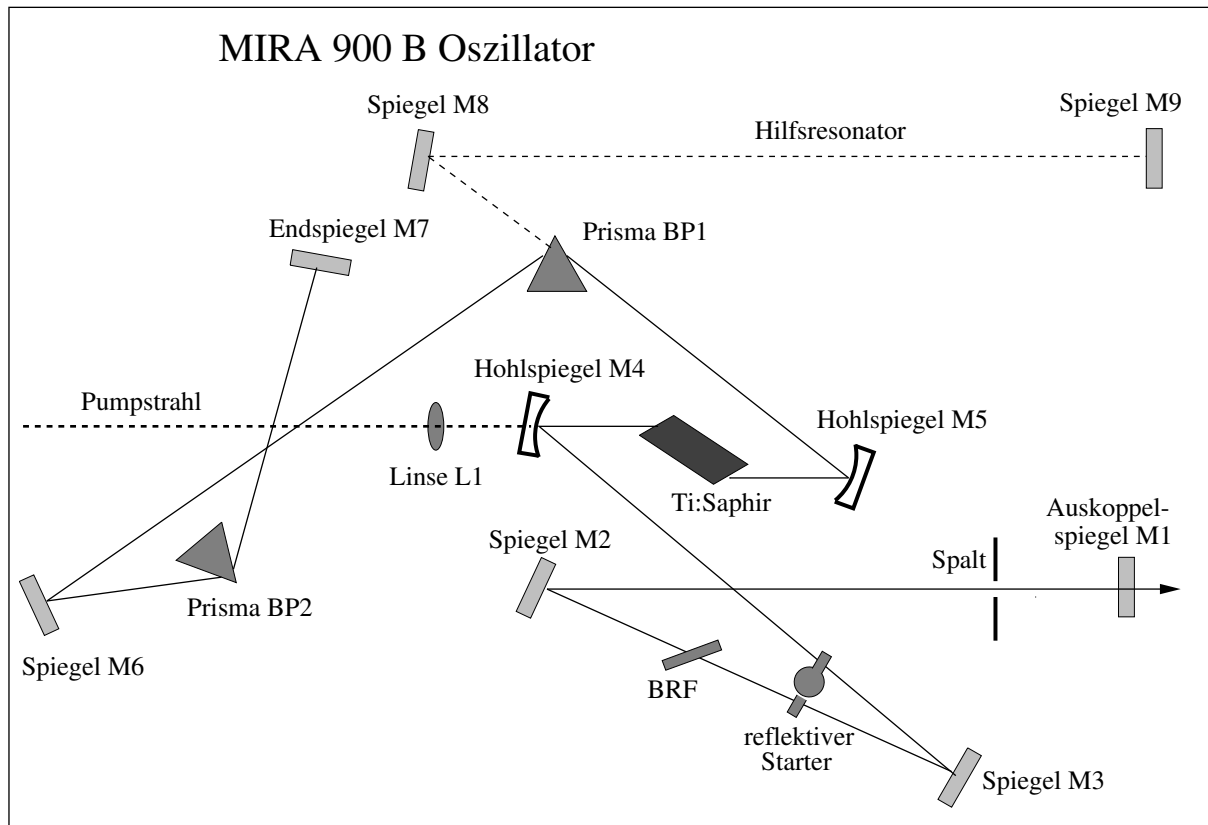 MIRA 900 B Oszillator
Spiegel M8
Spiegel M9
Hilfsresonator
Endspiegel M7
Prisma BP1
Hohlspiegel M4
Pumpstrahl
Hohlspiegel M5
Linse L1
Ti:Saphir
Auskoppel-
spiegel M1
Spiegel M2
Spalt
Prisma BP2
Spiegel M6
BRF
reflektiver
Starter
Spiegel M3